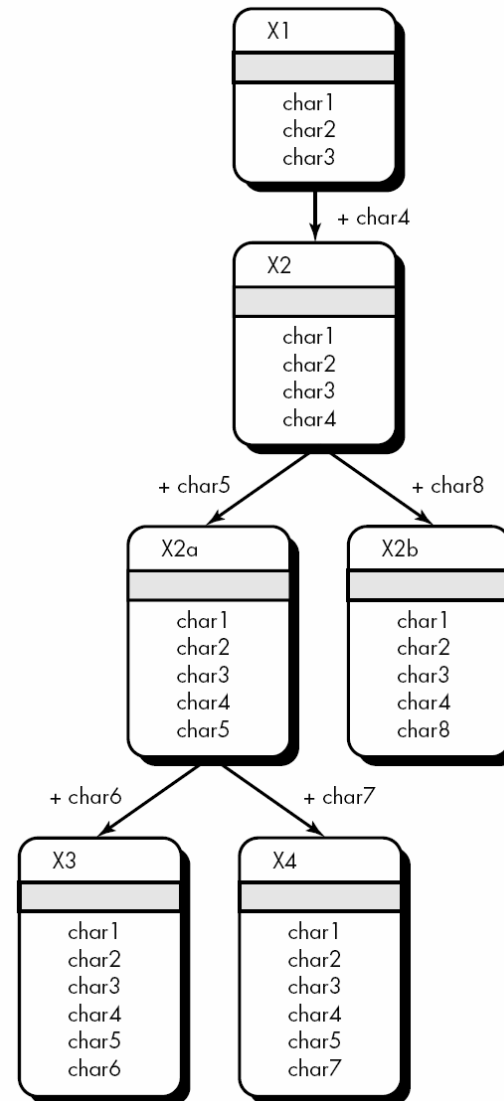 X1
char1
char2
char3
+ char4
X2
char1
char2
char3
char4
+ char5
+ char8
X2a
char1
char2
char3
char4
char5
X2b
char1
char2
char3
char4
char8
+ char6
+ char7
X3
char1
char2
char3
char4
char5
char6
X4
char1
char2
char3
char4
char5
char7